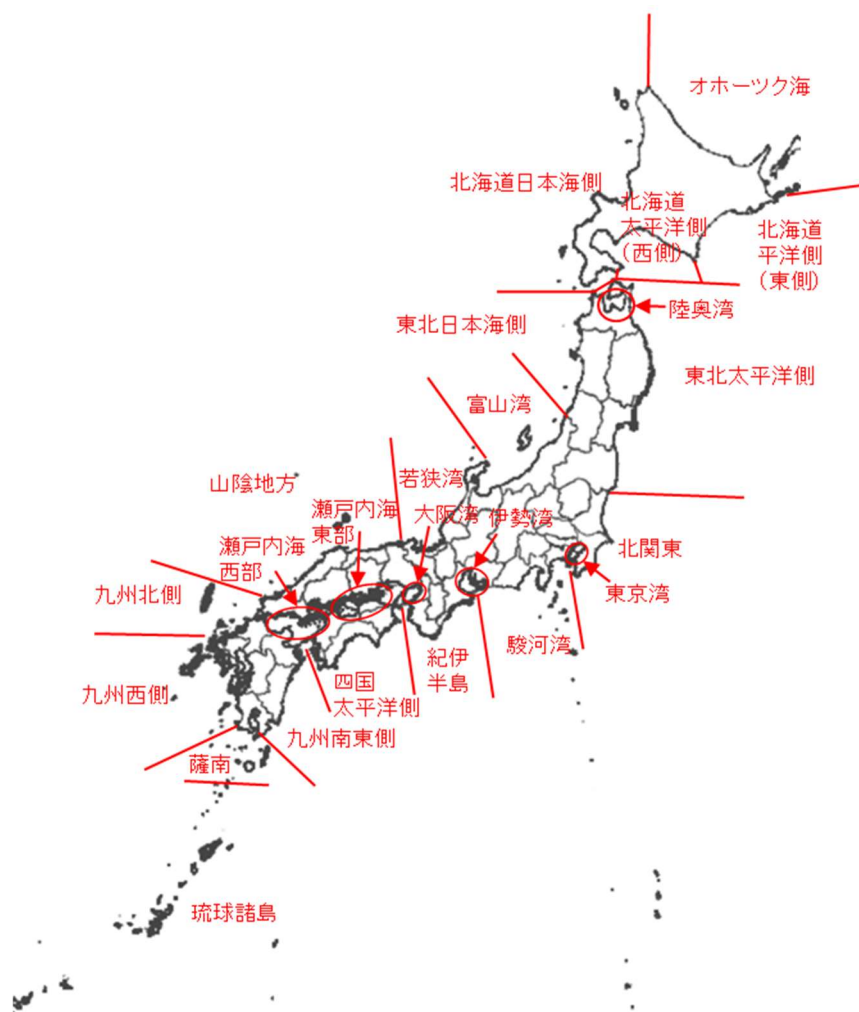 オホーツク海
北海道日本海側
北海道
太平洋側
(西側)
北海道
平洋側
(東側)
陸奥湾
東北日本海側
東北太平洋側
富山湾
若狭湾
山陰地方
大阪湾
伊勢湾
瀬戸内海
東部
瀬戸内海
西部
北関東
東京湾
九州北側
駿河湾
紀伊
半島
四国
太平洋側
九州西側
九州南東側
薩南
琉球諸島